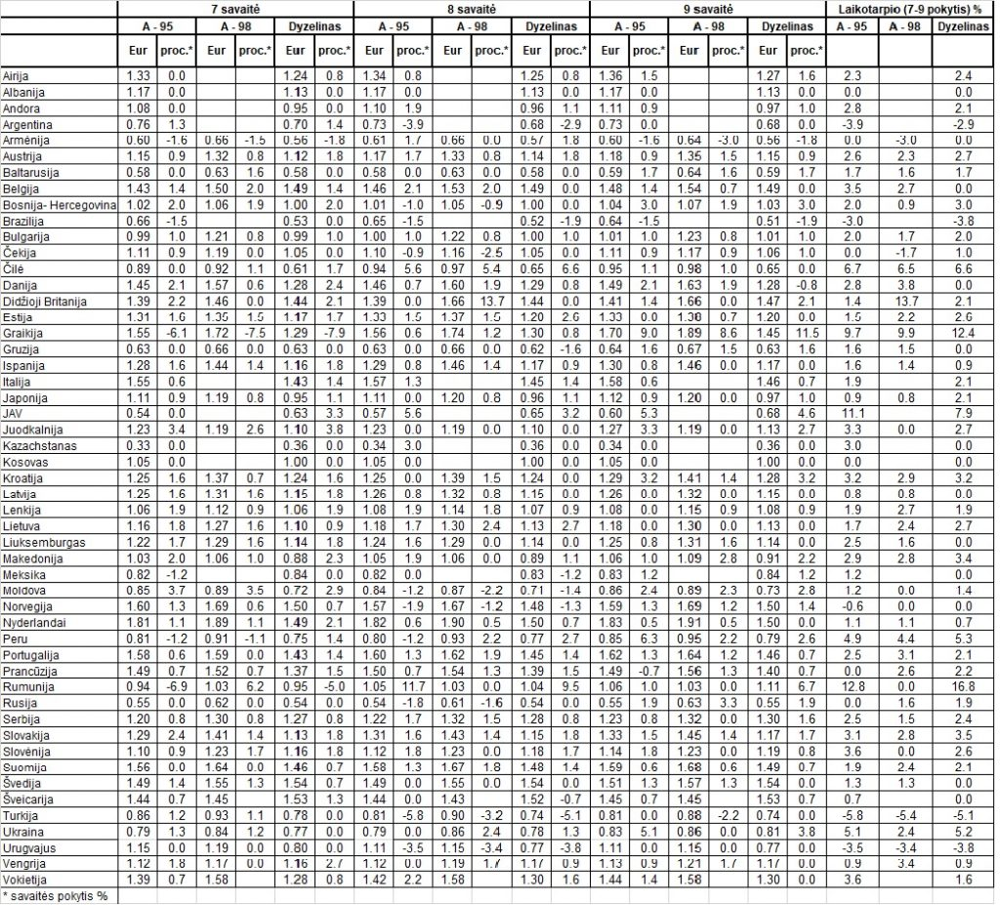 7 savaitė 8 savaitė 9 savaitė Laikotarpio (7-9 pokytis) %
A - 95 A - 98 Dyzelinas A - 95 A - 98 Dyzelinas A - 95 A - 98 Dyzelinas A - 95 A - 98 Dyzelinas
Eur proc.* Eur proc.* Eur proc.* Eur proc.* Eur proc.* Eur proc.* Eur proc.* Eur proc.* Eur proc.*
Airija 1.33 0.0 1.24 0.8 1.34 0.8 1.25 0.8 1.36 1.5 1.27 1.6 2.3 2.4
Albanija 1.17 0.0 1.13 0.0 1.17 0.0 1.13 0.0 1.17 0.0 1.13 0.0 0.0 0.0
Andora 1.08 0.0 0.95 0.0 1.10 1.9 0.96 1.1 1.11 0.9 0.97 1.0 2.8 2.1
Argentina 0.76 1.3 0.70 1.4 0.73 -3.9 0.68 -2.9 0.73 0.0 0.68 0.0 -3.9 -2.9
Armėnija 0.60 -1.6 0.66 -1.5 0.56 -1.8 0.61 1.7 0.66 0.0 0.57 1.8 0.60 -1.6 0.64 -3.0 0.56 -1.8 0.0 -3.0 0.0
Austrija 1.15 0.9 1.32 0.8 1.12 1.8 1.17 1.7 1.33 0.8 1.14 1.8 1.18 0.9 1.35 1.5 1.15 0.9 2.6 2.3 2.7
Baltarusija 0.58 0.0 0.63 1.6 0.58 0.0 0.58 0.0 0.63 0.0 0.58 0.0 0.59 1.7 0.64 1.6 0.59 1.7 1.7 1.6 1.7
Belgija 1.43 1.4 1.50 2.0 1.49 1.4 1.46 2.1 1.53 2.0 1.49 0.0 1.48 1.4 1.54 0.7 1.49 0.0 3.5 2.7 0.0
Bosnija- Hercegovina 1.02 2.0 1.06 1.9 1.00 2.0 1.01 -1.0 1.05 -0.9 1.00 0.0 1.04 3.0 1.07 1.9 1.03 3.0 2.0 0.9 3.0
Brazilija 0.66 -1.5 0.53 0.0 0.65 -1.5 0.52 -1.9 0.64 -1.5 0.51 -1.9 -3.0 -3.8
Bulgarija 0.99 1.0 1.21 0.8 0.99 1.0 1.00 1.0 1.22 0.8 1.00 1.0 1.01 1.0 1.23 0.8 1.01 1.0 2.0 1.7 2.0
Čekija 1.11 0.9 1.19 0.0 1.05 0.0 1.10 -0.9 1.16 -2.5 1.05 0.0 1.11 0.9 1.17 0.9 1.06 1.0 0.0 -1.7 1.0
Čilė 0.89 0.0 0.92 1.1 0.61 1.7 0.94 5.6 0.97 5.4 0.65 6.6 0.95 1.1 0.98 1.0 0.65 0.0 6.7 6.5 6.6
Danija 1.45 2.1 1.57 0.6 1.28 2.4 1.46 0.7 1.60 1.9 1.29 0.8 1.49 2.1 1.63 1.9 1.28 -0.8 2.8 3.8 0.0
Didžioji Britanija 1.39 2.2 1.46 0.0 1.44 2.1 1.39 0.0 1.66 13.7 1.44 0.0 1.41 1.4 1.66 0.0 1.47 2.1 1.4 13.7 2.1
Estija 1.31 1.6 1.35 1.5 1.17 1.7 1.33 1.5 1.37 1.5 1.20 2.6 1.33 0.0 1.38 0.7 1.20 0.0 1.5 2.2 2.6
Graikija 1.55 -6.1 1.72 -7.5 1.29 -7.9 1.56 0.6 1.74 1.2 1.30 0.8 1.70 9.0 1.89 8.6 1.45 11.5 9.7 9.9 12.4
Gruzija 0.63 0.0 0.66 0.0 0.63 0.0 0.63 0.0 0.66 0.0 0.62 -1.6 0.64 1.6 0.67 1.5 0.63 1.6 1.6 1.5 0.0
Ispanija 1.28 1.6 1.44 1.4 1.16 1.8 1.29 0.8 1.46 1.4 1.17 0.9 1.30 0.8 1.46 0.0 1.17 0.0 1.6 1.4 0.9
Italija 1.55 0.6 1.43 1.4 1.57 1.3 1.45 1.4 1.58 0.6 1.46 0.7 1.9 2.1
Japonija 1.11 0.9 1.19 0.8 0.95 1.1 1.11 0.0 1.20 0.8 0.96 1.1 1.12 0.9 1.20 0.0 0.97 1.0 0.9 0.8 2.1
JAV 0.54 0.0 0.63 3.3 0.57 5.6 0.65 3.2 0.60 5.3 0.68 4.6 11.1 7.9
Juodkalnija 1.23 3.4 1.19 2.6 1.10 3.8 1.23 0.0 1.19 0.0 1.10 0.0 1.27 3.3 1.19 0.0 1.13 2.7 3.3 0.0 2.7
Kazachstanas 0.33 0.0 0.36 0.0 0.34 3.0 0.36 0.0 0.34 0.0 0.36 0.0 3.0 0.0
Kosovas 1.05 0.0 1.00 0.0 1.05 0.0 1.00 0.0 1.05 0.0 1.00 0.0 0.0 0.0
Kroatija 1.25 1.6 1.37 0.7 1.24 1.6 1.25 0.0 1.39 1.5 1.24 0.0 1.29 3.2 1.41 1.4 1.28 3.2 3.2 2.9 3.2
Latvija 1.25 1.6 1.31 1.6 1.15 1.8 1.26 0.8 1.32 0.8 1.15 0.0 1.26 0.0 1.32 0.0 1.15 0.0 0.8 0.8 0.0
Lenkija 1.06 1.9 1.12 0.9 1.06 1.9 1.08 1.9 1.14 1.8 1.07 0.9 1.08 0.0 1.15 0.9 1.08 0.9 1.9 2.7 1.9
Lietuva 1.16 1.8 1.27 1.6 1.10 0.9 1.18 1.7 1.30 2.4 1.13 2.7 1.18 0.0 1.30 0.0 1.13 0.0 1.7 2.4 2.7
Liuksemburgas 1.22 1.7 1.29 1.6 1.14 1.8 1.24 1.6 1.29 0.0 1.14 0.0 1.25 0.8 1.31 1.6 1.14 0.0 2.5 1.6 0.0
Makedonija 1.03 2.0 1.06 1.0 0.88 2.3 1.05 1.9 1.06 0.0 0.89 1.1 1.06 1.0 1.09 2.8 0.91 2.2 2.9 2.8 3.4
Meksika 0.82 -1.2 0.84 0.0 0.82 0.0 0.83 -1.2 0.83 1.2 0.84 1.2 1.2 0.0
Moldova 0.85 3.7 0.89 3.5 0.72 2.9 0.84 -1.2 0.87 -2.2 0.71 -1.4 0.86 2.4 0.89 2.3 0.73 2.8 1.2 0.0 1.4
Norvegija 1.60 1.3 1.69 0.6 1.50 0.7 1.57 -1.9 1.67 -1.2 1.48 -1.3 1.59 1.3 1.69 1.2 1.50 1.4 -0.6 0.0 0.0
Nyderlandai 1.81 1.1 1.89 1.1 1.49 2.1 1.82 0.6 1.90 0.5 1.50 0.7 1.83 0.5 1.91 0.5 1.50 0.0 1.1 1.1 0.7
Peru 0.81 -1.2 0.91 -1.1 0.75 1.4 0.80 -1.2 0.93 2.2 0.77 2.7 0.85 6.3 0.95 2.2 0.79 2.6 4.9 4.4 5.3
Portugalija 1.58 0.6 1.59 0.0 1.43 1.4 1.60 1.3 1.62 1.9 1.45 1.4 1.62 1.3 1.64 1.2 1.46 0.7 2.5 3.1 2.1
Prancūzija 1.49 0.7 1.52 0.7 1.37 1.5 1.50 0.7 1.54 1.3 1.39 1.5 1.49 -0.7 1.56 1.3 1.40 0.7 0.0 2.6 2.2
Rumunija 0.94 -6.9 1.03 6.2 0.95 -5.0 1.05 11.7 1.03 0.0 1.04 9.5 1.06 1.0 1.03 0.0 1.11 6.7 12.8 0.0 16.8
Rusija 0.55 0.0 0.62 0.0 0.54 0.0 0.54 -1.8 0.61 -1.6 0.54 0.0 0.55 1.9 0.63 3.3 0.55 1.9 0.0 1.6 1.9
Serbija 1.20 0.8 1.30 0.8 1.27 0.8 1.22 1.7 1.32 1.5 1.28 0.8 1.23 0.8 1.32 0.0 1.30 1.6 2.5 1.5 2.4
Slovakija 1.29 2.4 1.41 1.4 1.13 1.8 1.31 1.6 1.43 1.4 1.15 1.8 1.33 1.5 1.45 1.4 1.17 1.7 3.1 2.8 3.5
Slovėnija 1.10 0.9 1.23 1.7 1.16 1.8 1.12 1.8 1.23 0.0 1.18 1.7 1.14 1.8 1.23 0.0 1.19 0.8 3.6 0.0 2.6
Suomija 1.56 0.0 1.64 0.0 1.46 0.7 1.58 1.3 1.67 1.8 1.48 1.4 1.59 0.6 1.68 0.6 1.49 0.7 1.9 2.4 2.1
Švedija 1.49 1.4 1.55 1.3 1.54 0.7 1.49 0.0 1.55 0.0 1.54 0.0 1.51 1.3 1.57 1.3 1.54 0.0 1.3 1.3 0.0
Šveicarija 1.44 0.7 1.45 1.53 1.3 1.44 0.0 1.43 1.52 -0.7 1.45 0.7 1.45 1.53 0.7 0.7 0.0
Turkija 0.86 1.2 0.93 1.1 0.78 0.0 0.81 -5.8 0.90 -3.2 0.74 -5.1 0.81 0.0 0.88 -2.2 0.74 0.0 -5.8 -5.4 -5.1
Ukraina 0.79 1.3 0.84 1.2 0.77 0.0 0.79 0.0 0.86 2.4 0.78 1.3 0.83 5.1 0.86 0.0 0.81 3.8 5.1 2.4 5.2
Urugvajus 1.15 0.0 1.19 0.0 0.80 0.0 1.11 -3.5 1.15 -3.4 0.77 -3.8 1.11 0.0 1.15 0.0 0.77 0.0 -3.5 -3.4 -3.8
Vengrija 1.12 1.8 1.17 0.0 1.16 2.7 1.12 0.0 1.19 1.7 1.17 0.9 1.13 0.9 1.21 1.7 1.17 0.0 0.9 3.4 0.9
Vokietija 1.39 0.7 1.58 1.28 0.8 1.42 2.2 1.58 1.30 1.6 1.44 1.4 1.58 1.30 0.0 3.6 1.6
* savaitės pokytis %